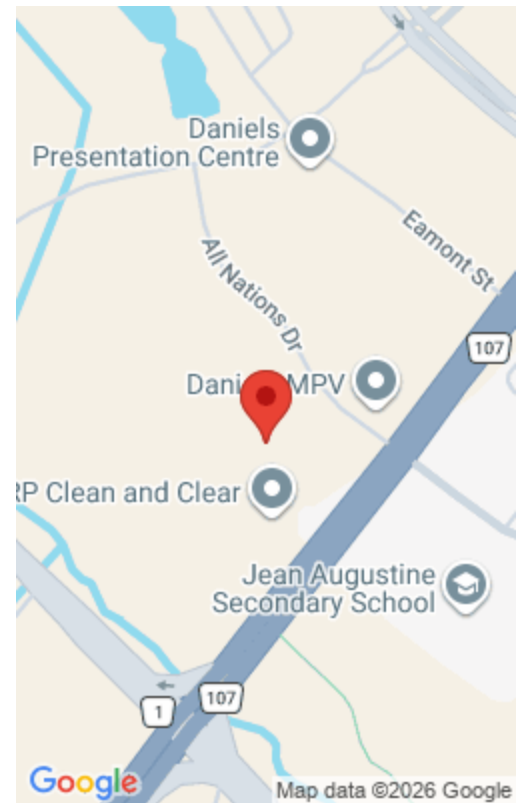 Daniels
Presentation Centre
Eamont St
All Nations Dr
107
MPV
RP Clean and Clear
Jean Augustine
Secondary School
1
107
Google
Map data ©2026 Google